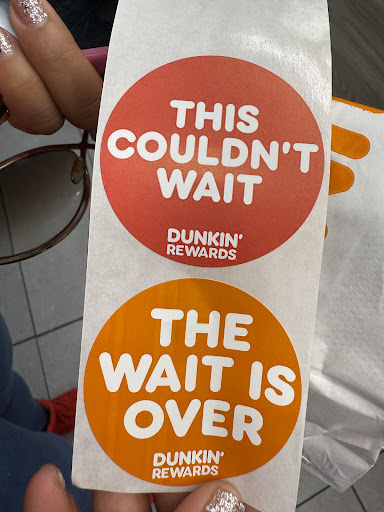 THIS
COULDN'T
WAIT
DUNKIN'
REWARDS
THE
WAIT IS
OVER
DUNKIN'
REWARDS